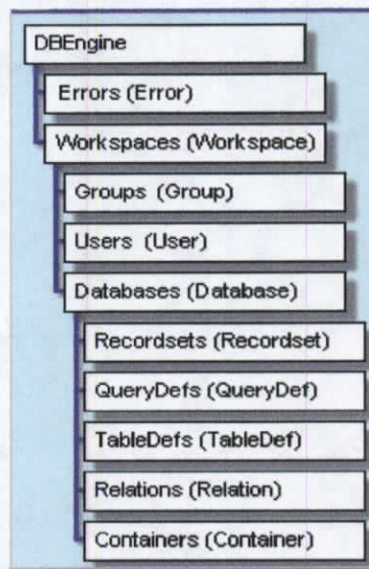 DBEngine
Errors (Error)
Workspaces (Workspace)
Groups (Group)
Users (User)
Databases (Database)
Recordsets (Recordset)
QueryDefs (QueryDef)
TableDefs (TableDef)
Relations (Relation)
Containers (Container)